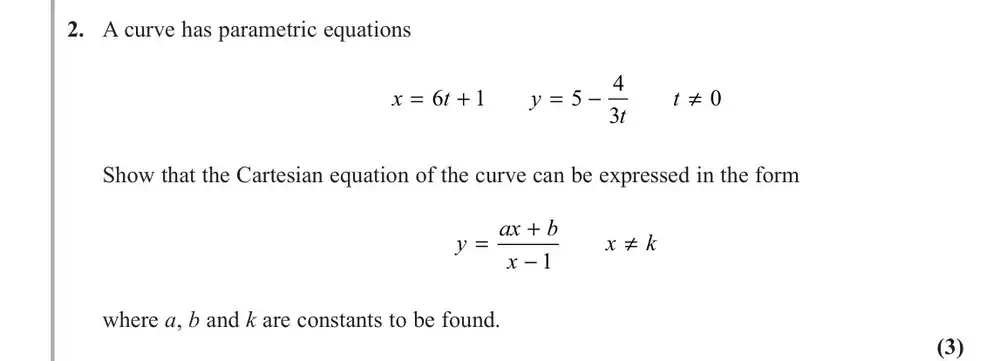 2. A curve has parametric equations
x = 6t + 1    y = 5 − 4/3t    t ≠ 0
Show that the Cartesian equation of the curve can be expressed in the form
y = ax + b/x − 1    x ≠ k
where a, b and k are constants to be found.
(3)